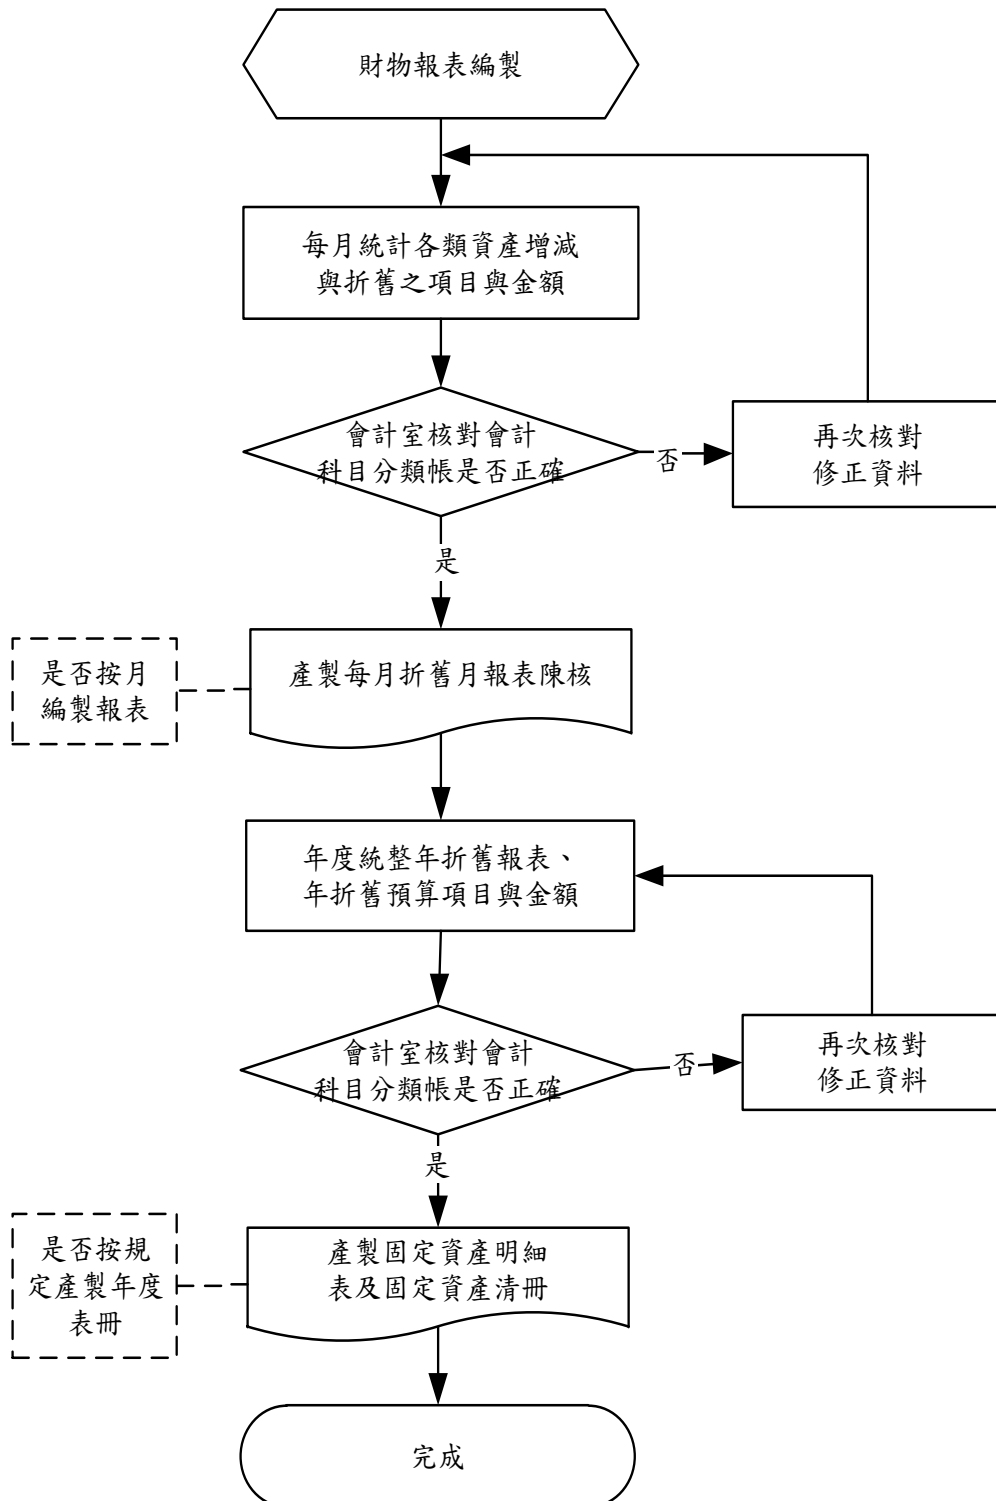 財物報表編製
每月統計各類資產增減
與折舊之項目與金額
會計室核對會計
科目分類帳是否正確
否
再次核對
修正資料
是
是否按月
編製報表
產製每月折舊月報表陳核
年度統整年折舊報表、
年折舊預算項目與金額
會計室核對會計
科目分類帳是否正確
否
再次核對
修正資料
是
是否按規
定產製年度
表冊
產製固定資產明細
表及固定資產清冊
完成